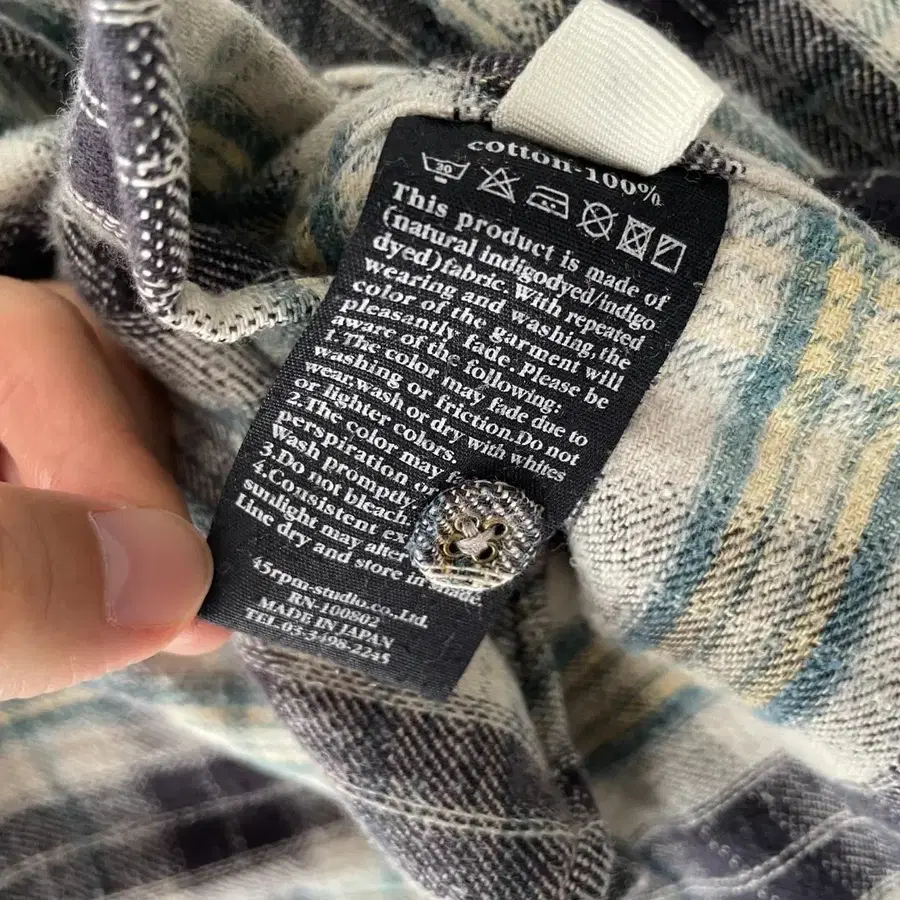 cotton-100%
30
This product is made of
(natural indigodyed/indigo
dyed)fabric. With repeated
wearing and washing, the
color of the garment will
pleasantly fade. Please be
aware of the following:
1.The color may fade due to
washing or friction.Do not
wear,wash or dry with whites
or lighter colors.
2.The color may
perspiration or
Wash promptly
3.Do not bleach.
4.Consistent
sunlight may alter
Line dry and store in
45rpm-studio.co.,Ltd.
RN-100802
MADE IN JAPAN
TEL 03-3498-2215